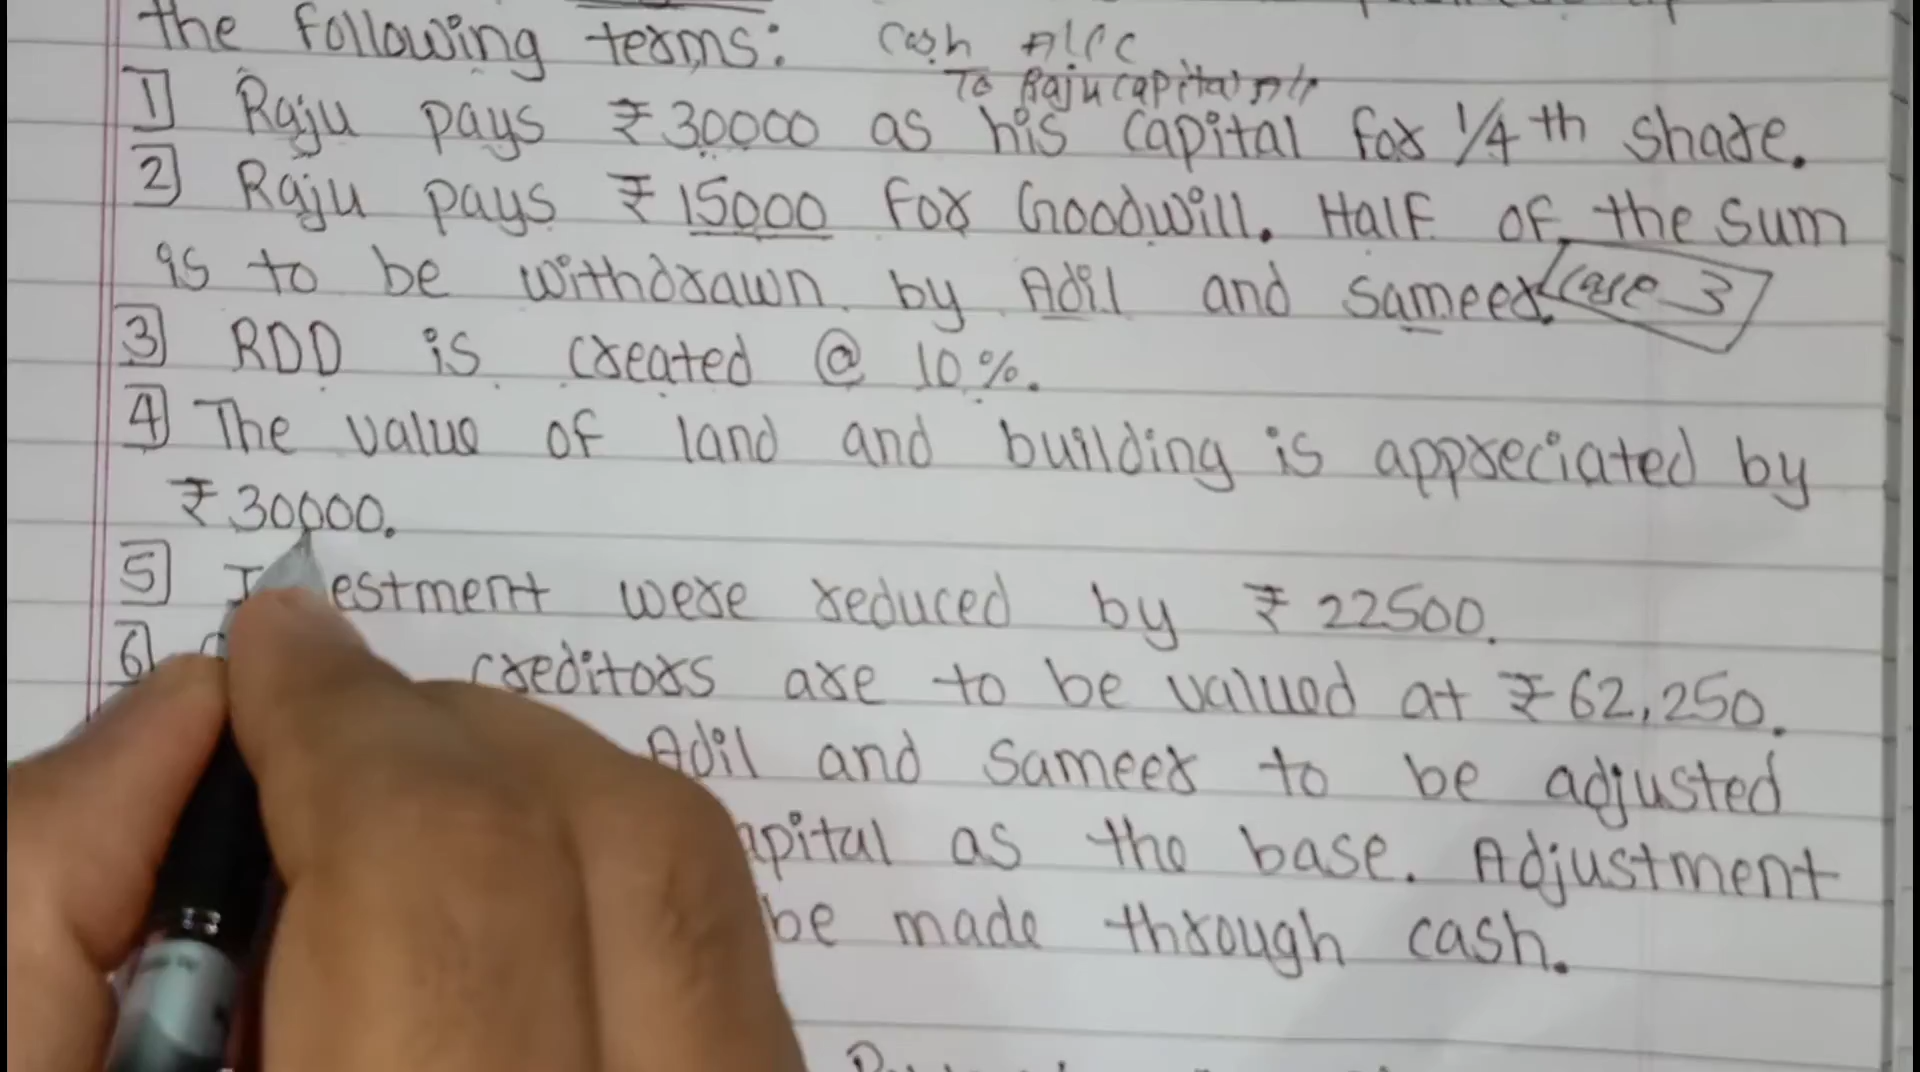 the following terms: Cash A/c
To Raju capital A/c
1 Raju pays ₹30000 as his capital for 1/4 th share.
2 Raju pays ₹15000 for Goodwill. Half of the sum
is to be withdrawn by Adil and Sameer. Case 3
3 RDD is created @ 10%.
4 The value of land and building is appreciated by
₹30000.
5 estment were reduced by ₹22500.
6 creditors are to be valued at ₹62,250.
Adil and Sameer to be adjusted
apital as the base. Adjustment
be made through cash.